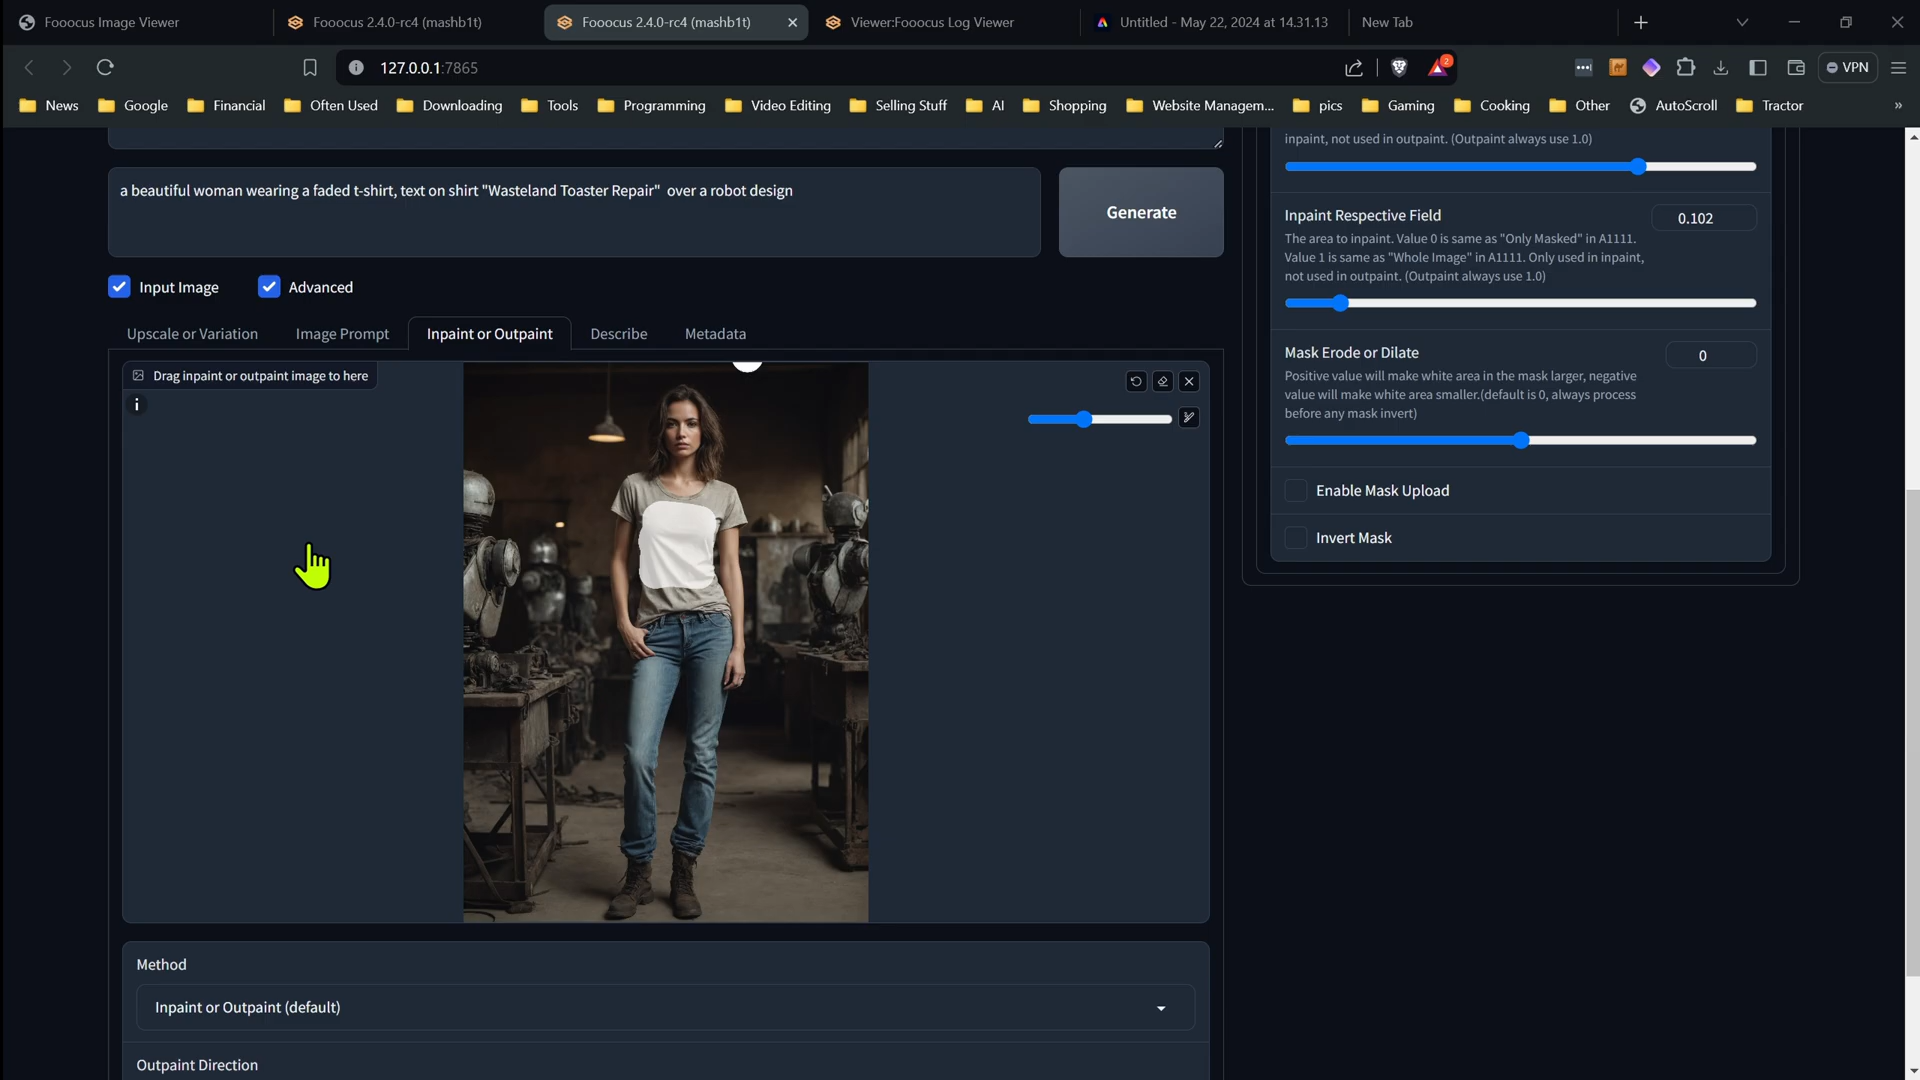 Fooocus Image Viewer
Fooocus 2.4.0-rc4 (mashb1t)
Fooocus 2.4.0-rc4 (mashb1t)
Viewer:Fooocus Log Viewer
Untitled - May 22, 2024 at 14.31.13
New Tab
127.0.0.1:7865
2
VPN
News
Google
Financial
Often Used
Downloading
Tools
Programming
Video Editing
Selling Stuff
AI
Shopping
Website Managem...
pics
Gaming
Cooking
Other
AutoScroll
Tractor
»
a beautiful woman wearing a faded t-shirt, text on shirt "Wasteland Toaster Repair"  over a robot design
Generate
Input Image
Advanced
Upscale or Variation
Image Prompt
Inpaint or Outpaint
Describe
Metadata
Drag inpaint or outpaint image to here
Method
Inpaint or Outpaint (default)
Outpaint Direction
inpaint, not used in outpaint. (Outpaint always use 1.0)
Inpaint Respective Field
0.102
The area to inpaint. Value 0 is same as "Only Masked" in A1111.
Value 1 is same as "Whole Image" in A1111. Only used in inpaint,
not used in outpaint. (Outpaint always use 1.0)
Mask Erode or Dilate
0
Positive value will make white area in the mask larger, negative
value will make white area smaller.(default is 0, always process
before any mask invert)
Enable Mask Upload
Invert Mask